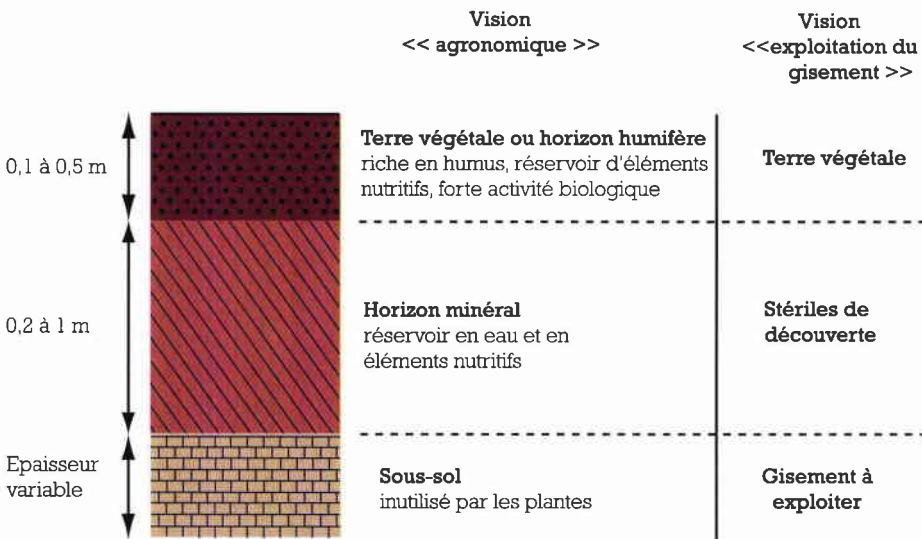 Vision
<< agronomique >>
Vision
<<exploitation du
gisement >>
0,1 à 0,5 m
Terre végétale ou horizon humifère
riche en humus, réservoir d'éléments
nutritifs, forte activité biologique
Terre végétale
0,2 à 1 m
Horizon minéral
réservoir en eau et en
éléments nutritifs
Stériles de
découverte
Epaisseur
variable
Sous-sol
inutilisé par les plantes
Gisement à
exploiter